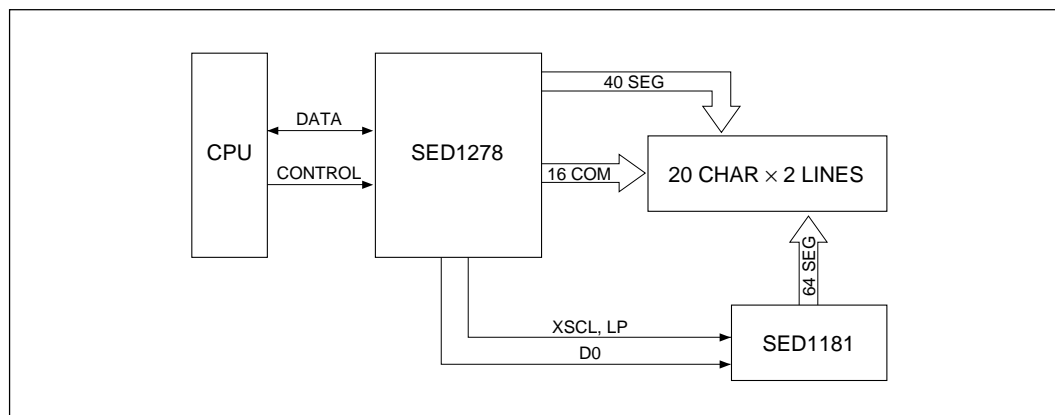 40 SEG
DATA
CPU
SED1278
CONTROL
16 COM
20 CHAR × 2 LINES
64 SEG
XSCL, LP
SED1181
D0